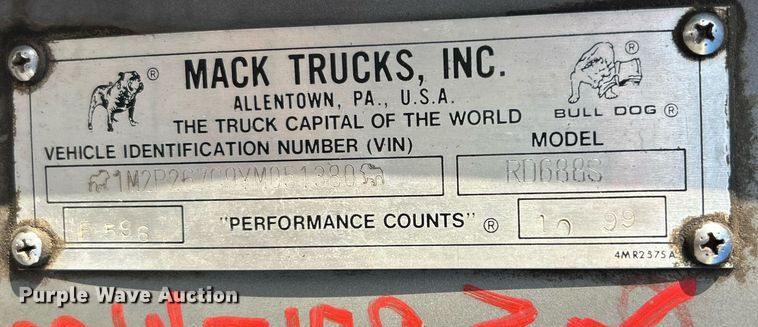 MACK TRUCKS, INC. ®
ALLENTOWN, PA., U.S.A.
THE TRUCK CAPITAL OF THE WORLD
BULL DOG ®
VEHICLE IDENTIFICATION NUMBER (VIN) MODEL
RD688S
"PERFORMANCE COUNTS" ® 10 99
4MR2375A
Purple Wave Auction